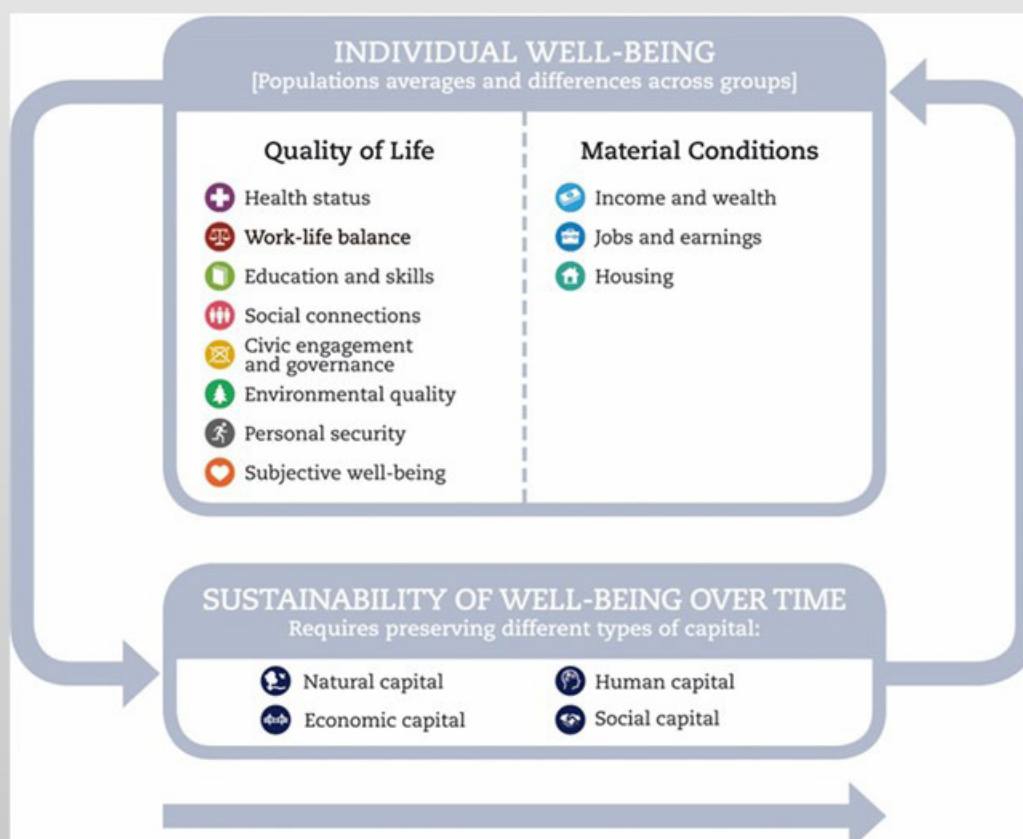 INDIVIDUAL WELL-BEING
[Populations averages and differences across groups]
Quality of Life
Health status
Work-life balance
Education and skills
Social connections
Civic engagement
and governance
Environmental quality
Personal security
Subjective well-being
Material Conditions
Income and wealth
Jobs and earnings
Housing
SUSTAINABILITY OF WELL-BEING OVER TIME
Requires preserving different types of capital:
Natural capital
Economic capital
Human capital
Social capital